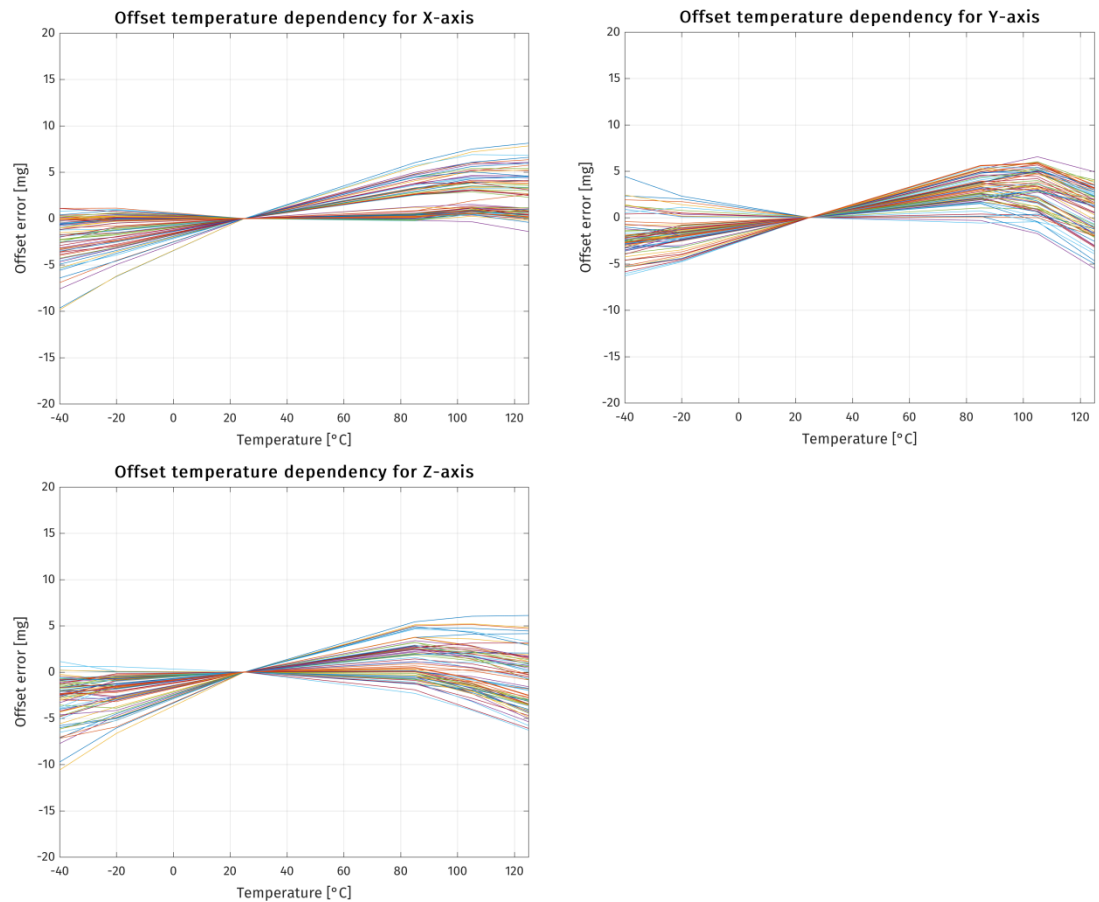 Offset temperature dependency for X-axis
20
15
10
5
0
-5
-10
-15
-20
Offset error [mg]
-40 -20 0 20 40 60 80 100 120
Temperature [°C]
Offset temperature dependency for Y-axis
20
15
10
5
0
-5
-10
-15
-20
Offset error [mg]
-40 -20 0 20 40 60 80 100 120
Temperature [°C]
Offset temperature dependency for Z-axis
20
15
10
5
0
-5
-10
-15
-20
Offset error [mg]
-40 -20 0 20 40 60 80 100 120
Temperature [°C]